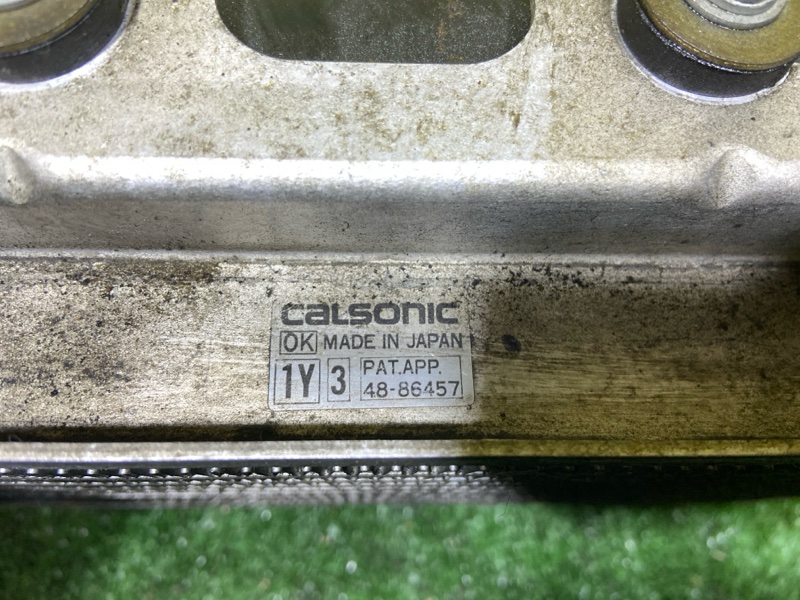 CALSONIC
OK MADE IN JAPAN
1Y 3 PAT.APP.
48-86457